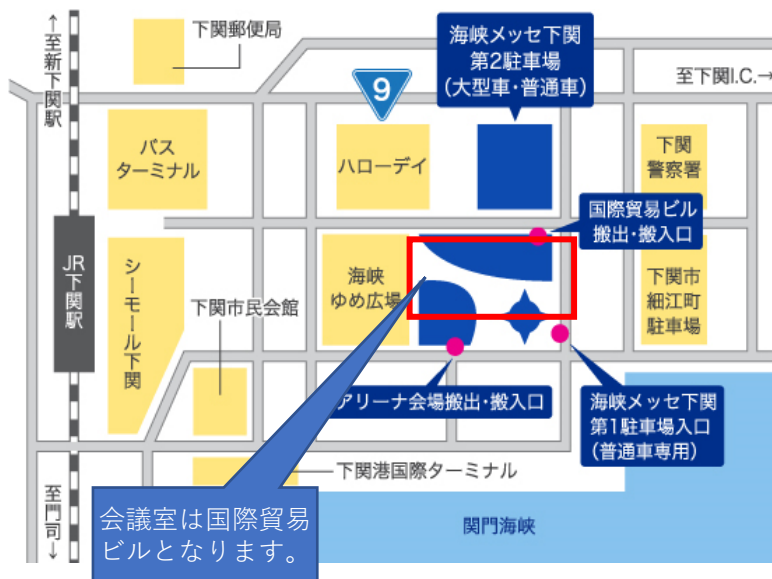 ↑至新下関駅
下関郵便局
海峡メッセ下関
第2駐車場
(大型車・普通車)
至下関I.C.→
9
バス
ターミナル
ハローデイ
下関
警察署
国際貿易ビル
搬出・搬入口
JR下関駅
シーモール下関
海峡
ゆめ広場
下関市
細江町
駐車場
下関市民会館
アリーナ会場搬出・搬入口
海峡メッセ下関
第1駐車場入口
(普通車専用)
下関港国際ターミナル
至門司↓
会議室は国際貿易
ビルとなります。
関門海峡